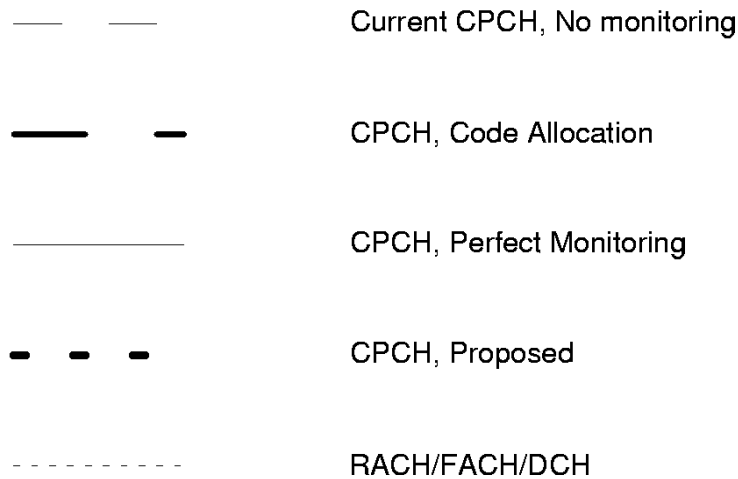 Current CPCH, No monitoring
CPCH, Code Allocation
CPCH, Perfect Monitoring
CPCH, Proposed
RACH/FACH/DCH